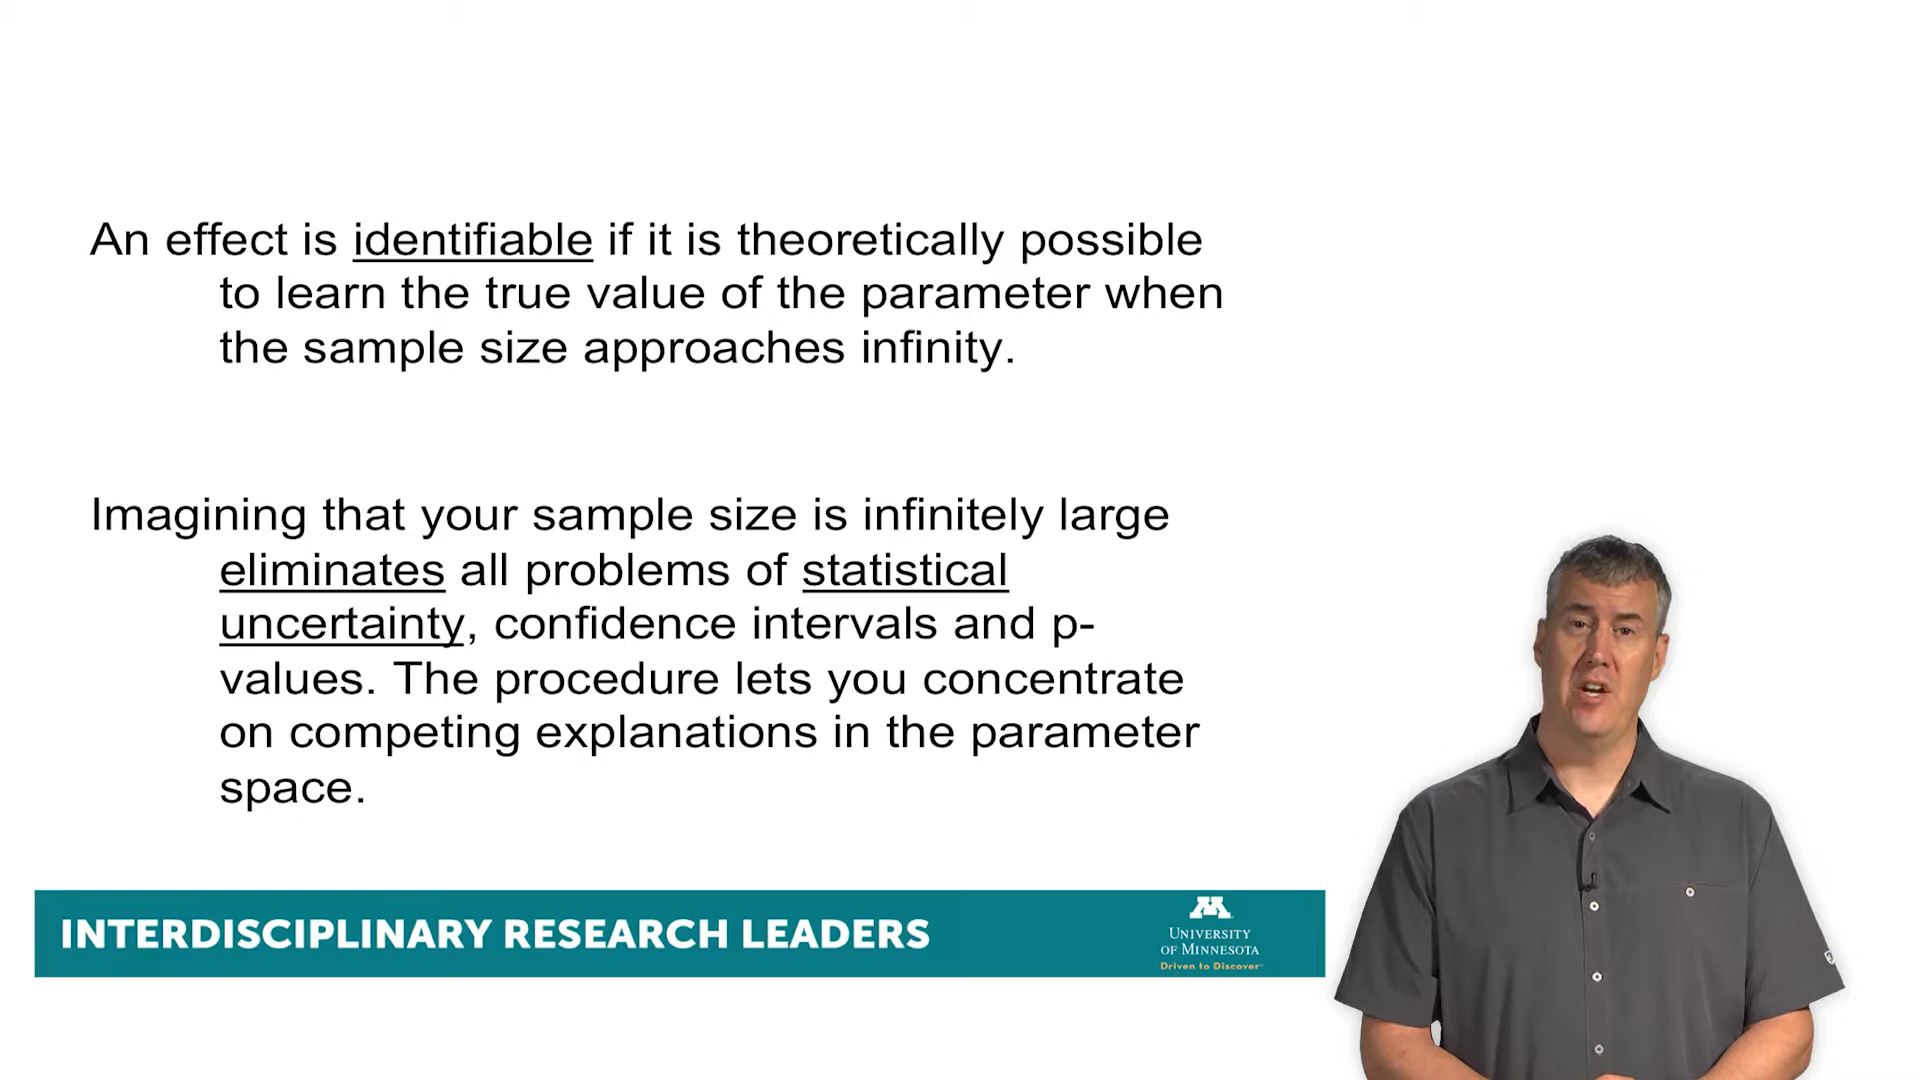 An effect is identifiable if it is theoretically possible
to learn the true value of the parameter when
the sample size approaches infinity.
Imagining that your sample size is infinitely large
eliminates all problems of statistical
uncertainty, confidence intervals and p-
values. The procedure lets you concentrate
on competing explanations in the parameter
space.
INTERDISCIPLINARY RESEARCH LEADERS
M
UNIVERSITY
OF MINNESOTA
Driven to Discover